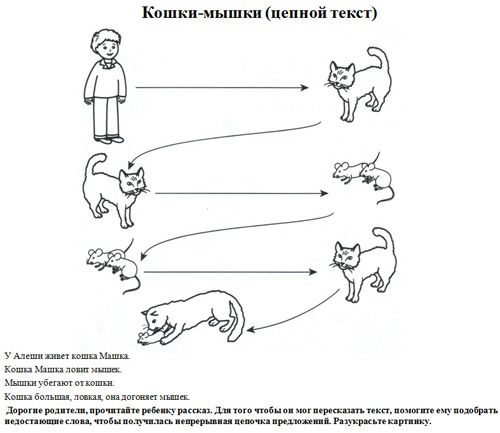 Кошки-мышки (цепной текст)
У Алеши живет кошка Машка.
Кошка Машка ловит мышек.
Мышки убегают от кошки.
Кошка большая, ловкая, она догоняет мышек.
Дорогие родители, прочитайте ребенку рассказ. Для того чтобы он мог пересказать текст, помогите ему подобрать
недостающие слова, чтобы получилась непрерывная цепочка предложений. Разукрасьте картинку.